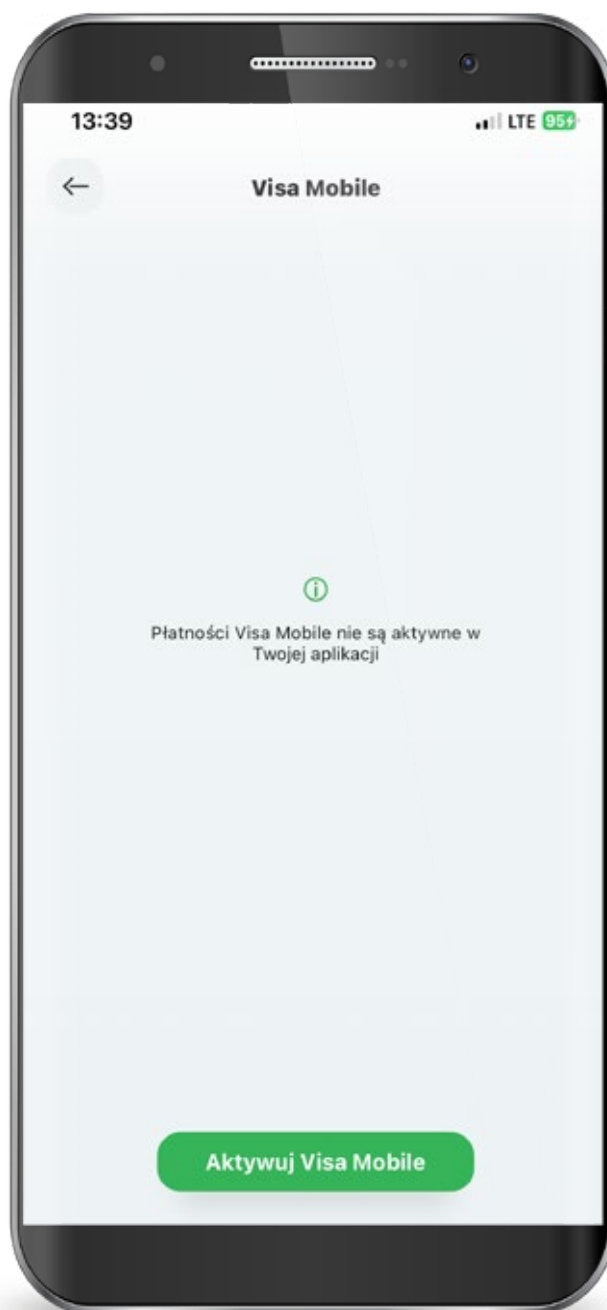 13:39 LTE 95
Visa Mobile
Płatności Visa Mobile nie są aktywne w
Twojej aplikacji
Aktywuj Visa Mobile